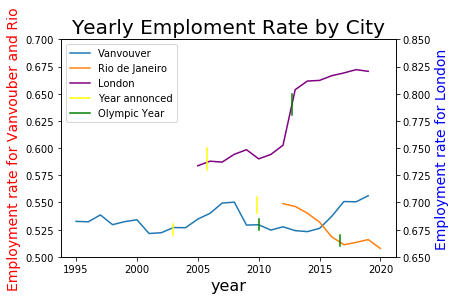 Yearly Emploment Rate by City
Employment rate for Vanvouber and Rio
0.700
0.675
0.650
0.625
0.600
0.575
0.550
0.525
0.500
Vanvouver
Rio de Janeiro
London
Year annonced
Olympic Year
0.850
0.825
0.800
0.775
0.750
0.725
0.700
0.675
0.650
Employment rate for London
1995 2000 2005 2010 2015 2020
year